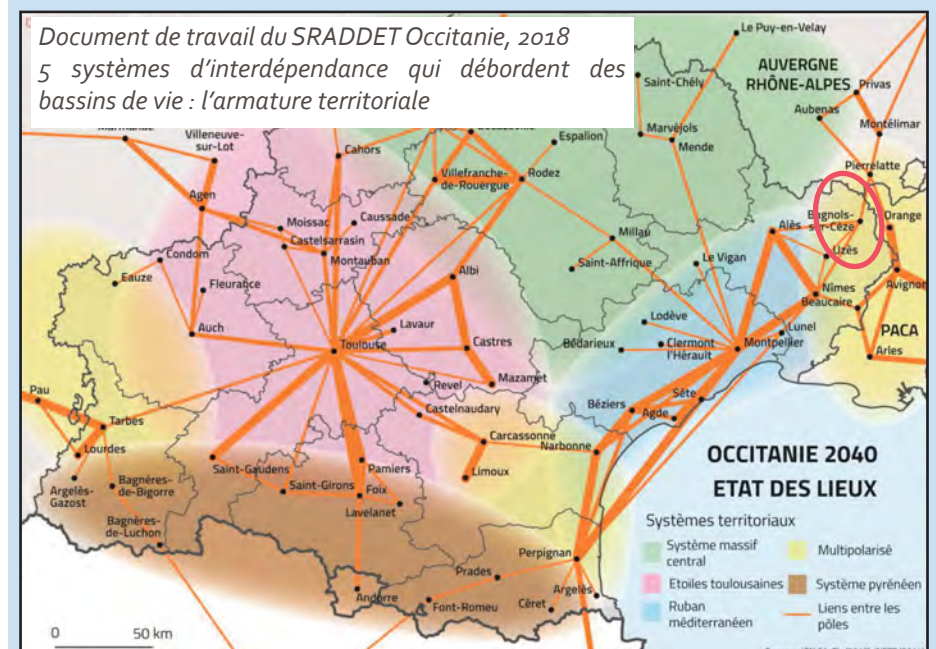 Document de travail du SRADDET Occitanie, 2018
5 systèmes d'interdépendance qui débordent des
bassins de vie : l'armature territoriale
Le Puy-en-Velay
AUVERGNE
RHÔNE-ALPES
Privas
Saint-Chély
Aubenas
Montélimar
Villeneuve-
sur-Lot
Espalion
Marvéjols
Mende
Cahors
Pierrelatte
Villefranche-
de-Rouergue
Rodez
Agen
Bagnols-
sur-Cèze
Orange
Moissac
Caussade
Alès
Castelsarrasin
Millau
Uzès
Condom
Montauban
Le Vigan
Saint-Affrique
Albi
Eauze
Fleurance
Nîmes
Avignon
Beaucaire
Lodève
Lunel
PACA
Auch
Lavaur
Toulouse
Castres
Bédarieux
Clermont
l'Hérault
Montpellier
Arles
Mazamet
Pau
Revel
Sète
Castelnaudary
Béziers
Agde
Tarbes
Carcassonne
Narbonne
Lourdes
Saint-Gaudens
Pamiers
Limoux
Argelès-
Gazost
Bagnères-
de-Bigorre
Saint-Girons
Foix
Lavelanet
Bagnères-
de-Luchon
Perpignan
Prades
Andorre
Font-Romeu
Céret
Argelès
OCCITANIE 2040
ETAT DES LIEUX
Systèmes territoriaux
Système massif
central
Multipolarisé
Etoiles toulousaines
Système pyrénéen
Ruban
méditerranéen
Liens entre les
pôles
0 50 km